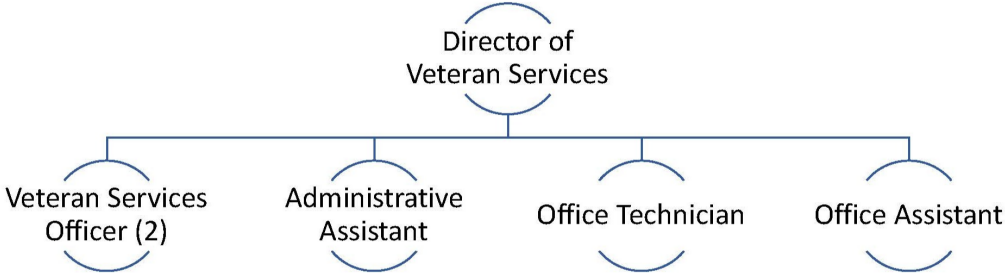 Director of
Veteran Services
Veteran Services
Officer (2)
Administrative
Assistant
Office Technician
Office Assistant